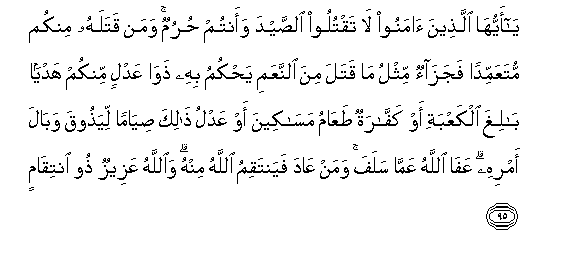 يَـٰٓأَيُّهَا ٱلَّذِينَ ءَامَنُوا۟ لَا تَقْتُلُوا۟ ٱلصَّيْدَ وَأَنتُمْ حُرُمٌ ۚ وَمَن قَتَلَهُۥ مِنكُم
مُّتَعَمِّدًا فَجَزَآءٌ مِّثْلُ مَا قَتَلَ مِنَ ٱلنَّعَمِ يَحْكُمُ بِهِۦ ذَوَا عَدْلٍ مِّنكُمْ هَدْيًۢا
بَـٰلِغَ ٱلْكَعْبَةِ أَوْ كَفَّـٰرَةٌ طَعَامُ مَسَـٰكِينَ أَوْ عَدْلُ ذَٰلِكَ صِيَامًا لِّيَذُوقَ وَبَالَ
أَمْرِهِۦ ۗ عَفَا ٱللَّهُ عَمَّا سَلَفَ ۚ وَمَنْ عَادَ فَيَنتَقِمُ ٱللَّهُ مِنْهُ ۗ وَٱللَّهُ عَزِيزٌ ذُو ٱنتِقَامٍ
٩٥